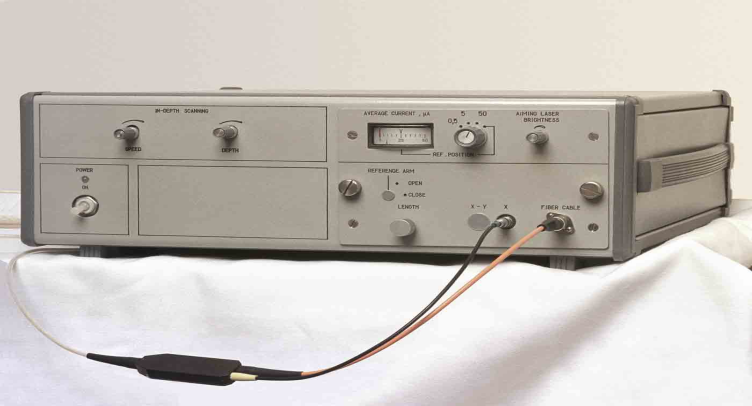 IN-DEPTH SCANNING
SPEED
DEPTH
POWER
ON
AVERAGE CURRENT, μA
0,5 5 50
REF. POSITION
AIMING LASER
BRIGHTNESS
REFERENCE ARM
OPEN
CLOSE
LENGTH
X-Y X
FIBER CABLE